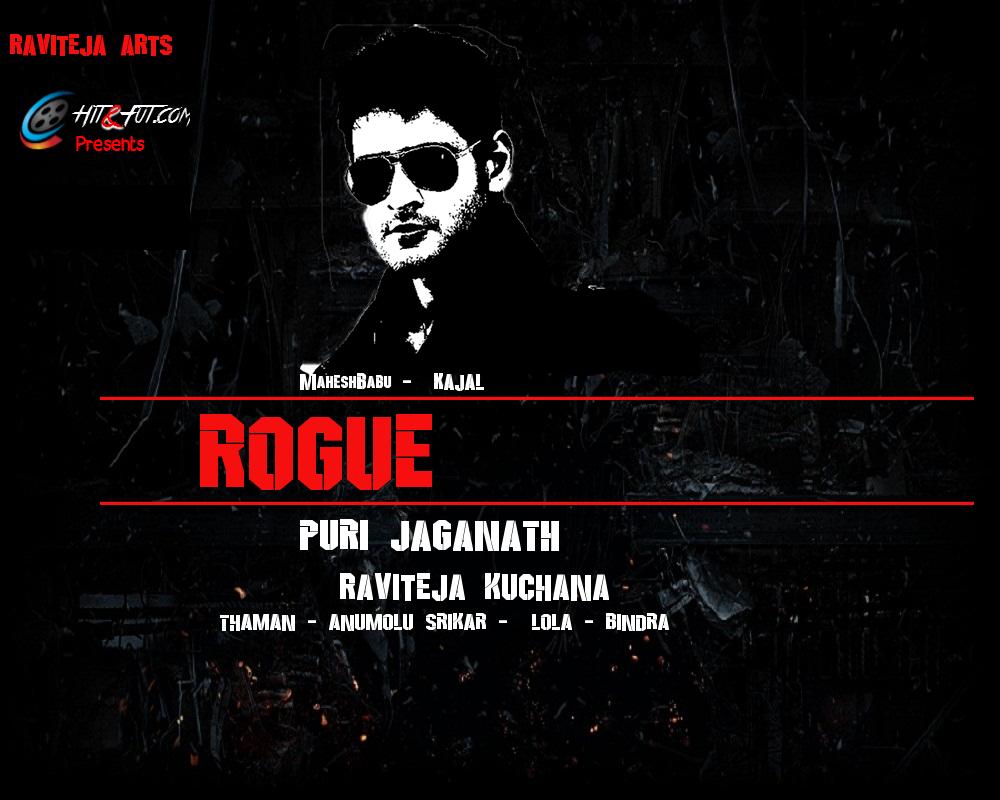 RAVITEJA ARTS
HIT&FUT.COM
Presents
MAHESHBABU - KAJAL
ROGUE
PURI JAGANATH
RAVITEJA KUCHANA
THAMAN - ANUMOLU SRIKAR - LOLA - BINDRA